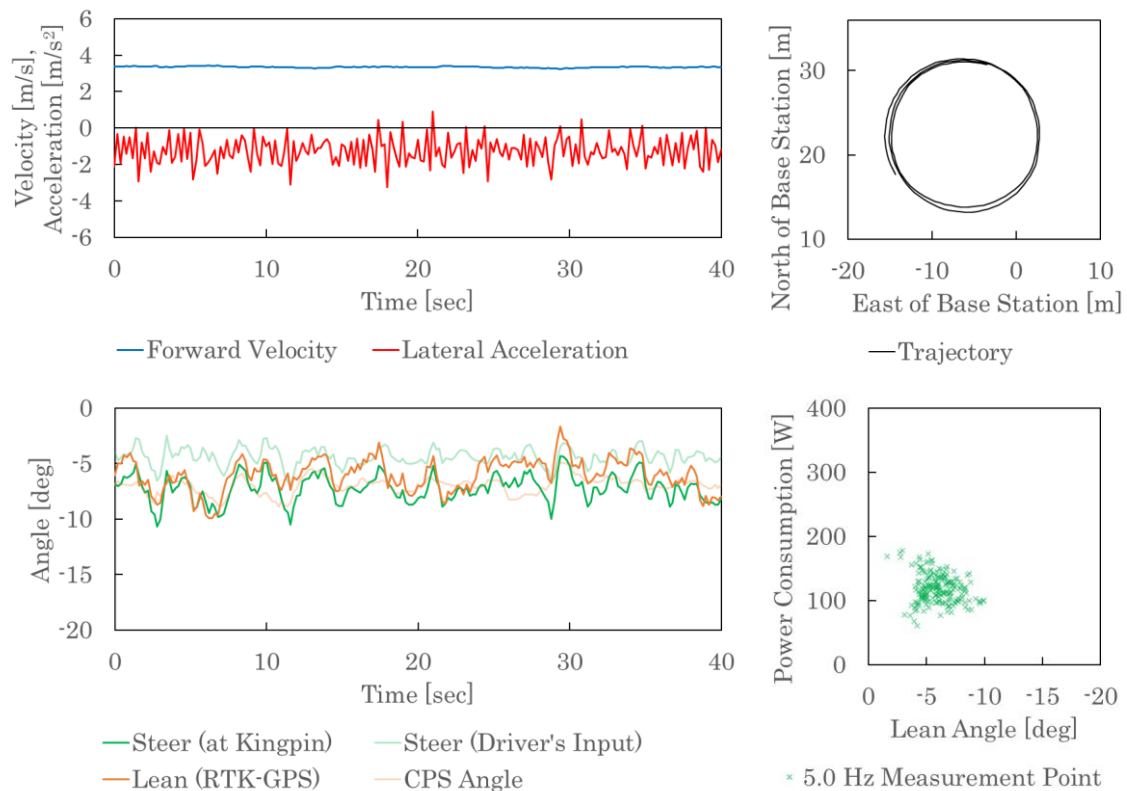 Velocity [m/s],
Acceleration [m/s²]
6
4
2
0
-2
-4
-6
0 10 20 30 40
Time [sec]
Forward Velocity Lateral Acceleration
North of Base Station [m]
30
20
10
-20 -10 0 10
East of Base Station [m]
Trajectory
Angle [deg]
0
-5
-10
-15
-20
0 10 20 30 40
Time [sec]
Steer (at Kingpin) Steer (Driver's Input)
Lean (RTK-GPS) CPS Angle
Power Consumption [W]
400
300
200
100
0
0 -5 -10 -15 -20
Lean Angle [deg]
5.0 Hz Measurement Point